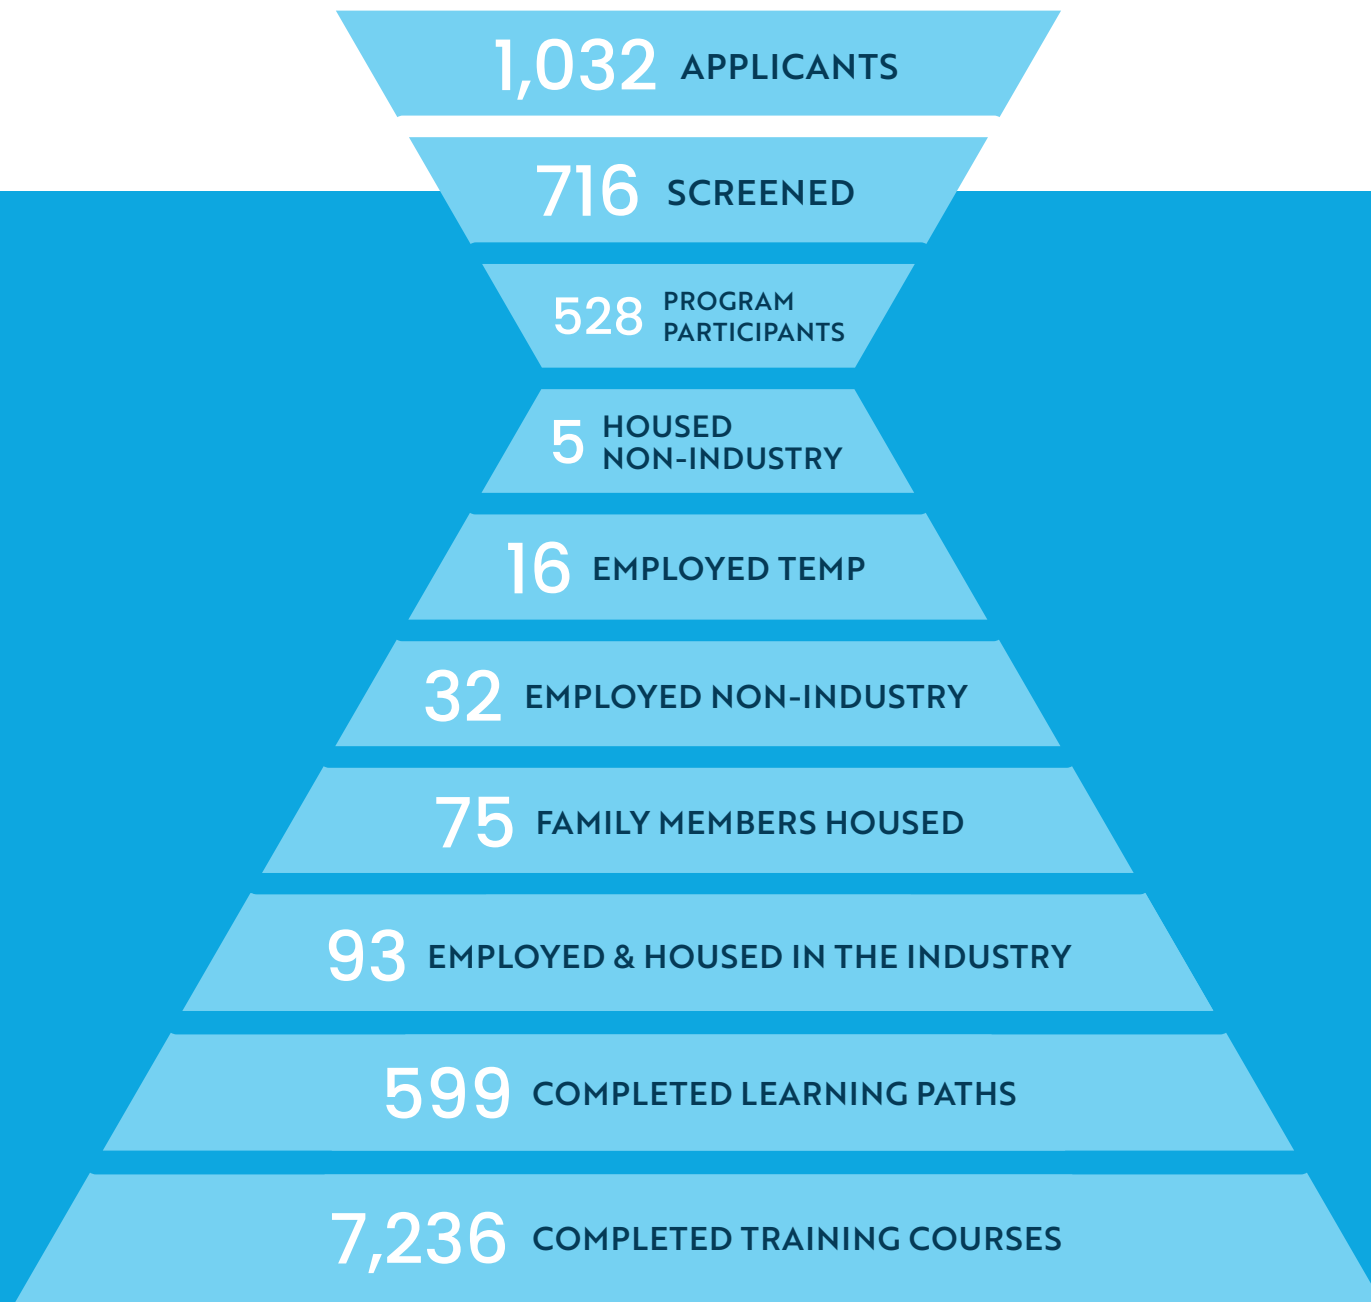 1,032 APPLICANTS
716 SCREENED
528 PROGRAM
PARTICIPANTS
5 HOUSED
NON-INDUSTRY
16 EMPLOYED TEMP
32 EMPLOYED NON-INDUSTRY
75 FAMILY MEMBERS HOUSED
93 EMPLOYED & HOUSED IN THE INDUSTRY
599 COMPLETED LEARNING PATHS
7,236 COMPLETED TRAINING COURSES